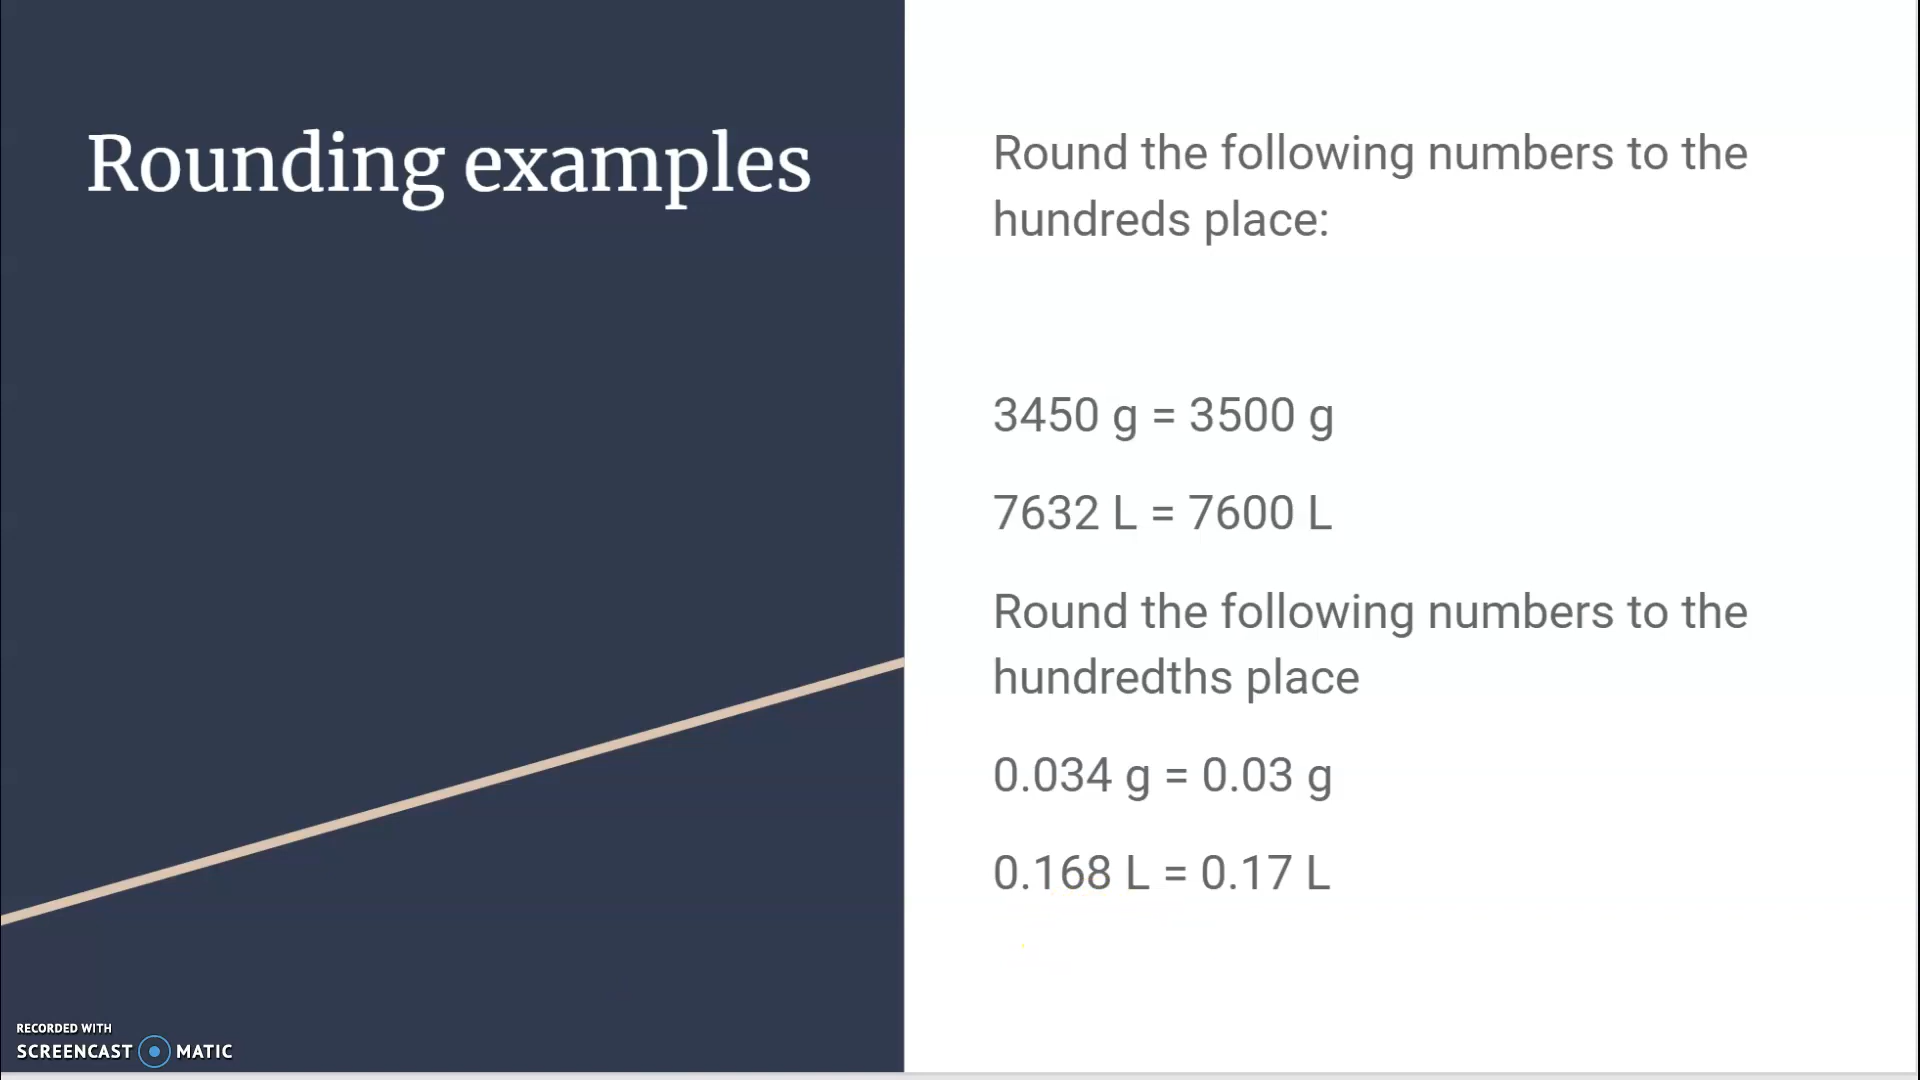 Rounding examples
Round the following numbers to the
hundreds place:
3450 g = 3500 g
7632 L = 7600 L
Round the following numbers to the
hundredths place
0.034 g = 0.03 g
0.168 L = 0.17 L
RECORDED WITH
SCREENCAST MATIC